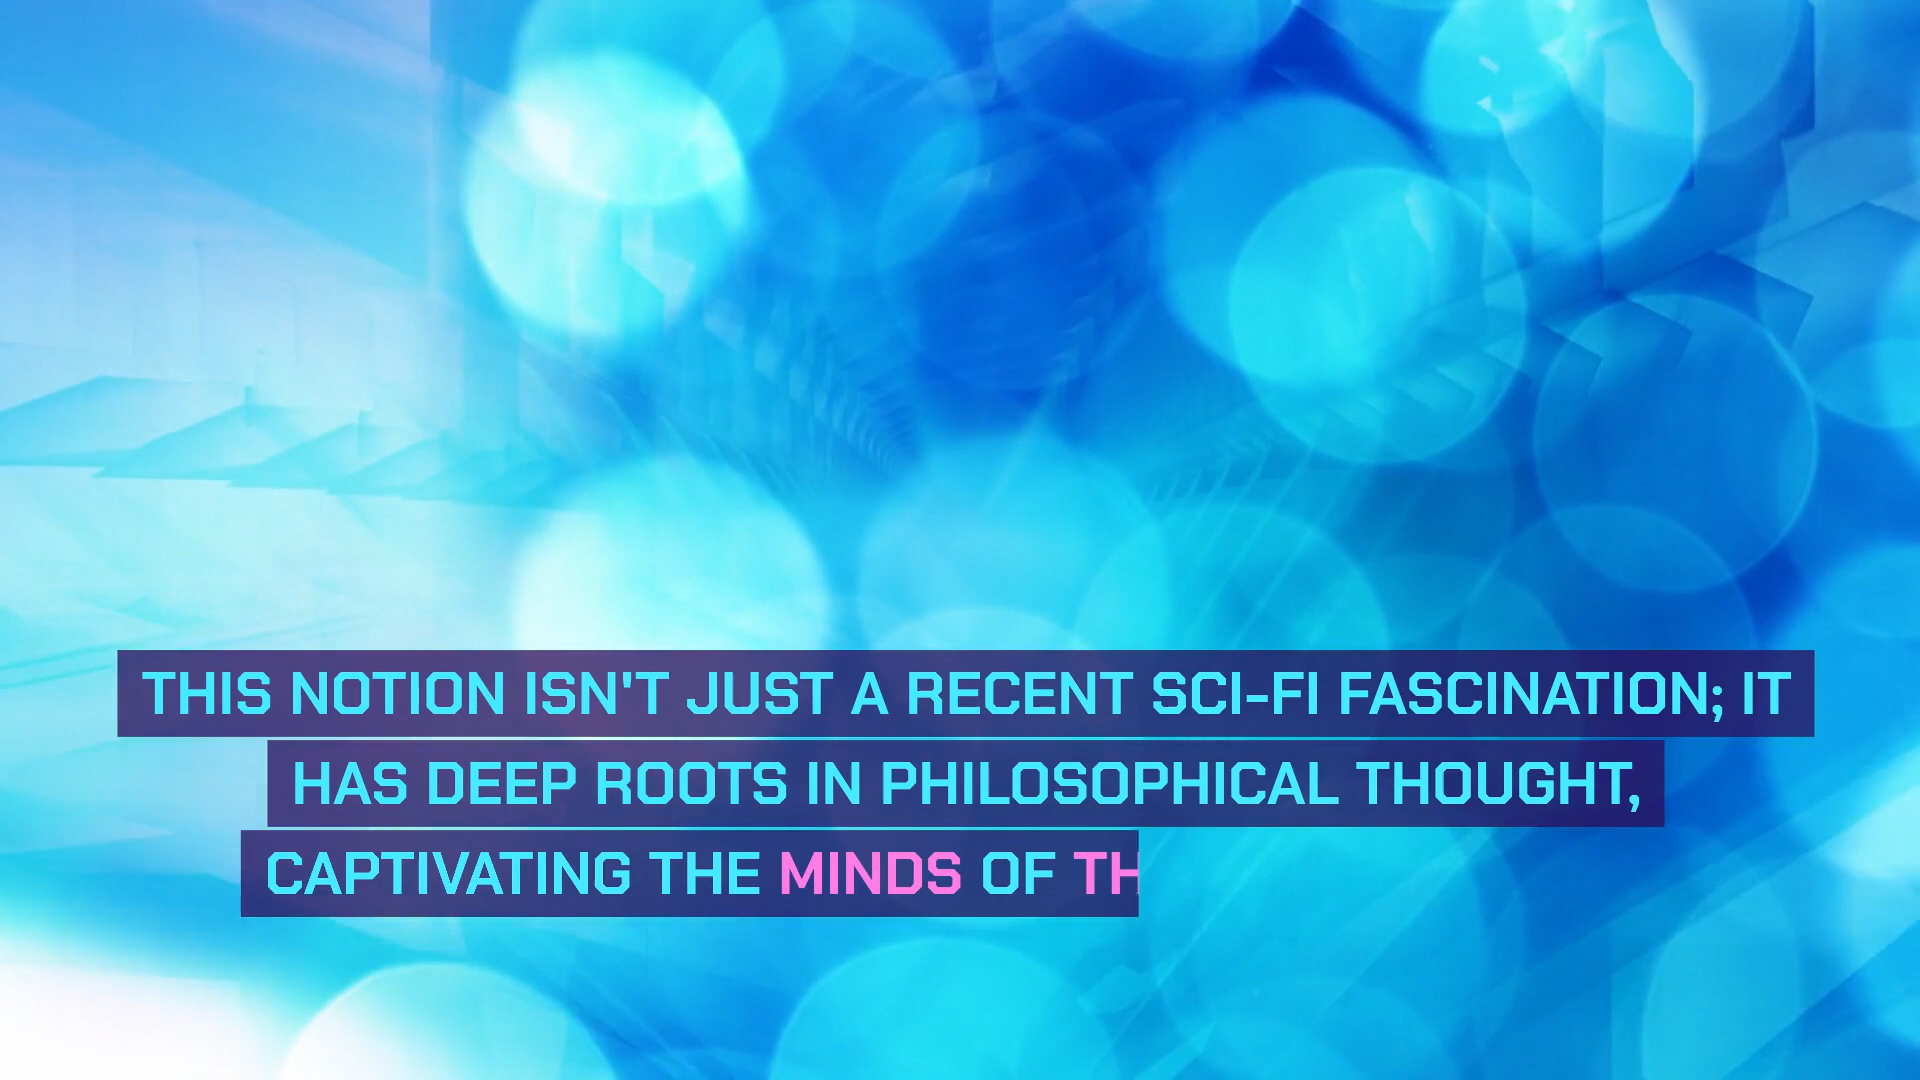 THIS NOTION ISN'T JUST A RECENT SCI-FI FASCINATION; IT
HAS DEEP ROOTS IN PHILOSOPHICAL THOUGHT,
CAPTIVATING THE MINDS OF TH